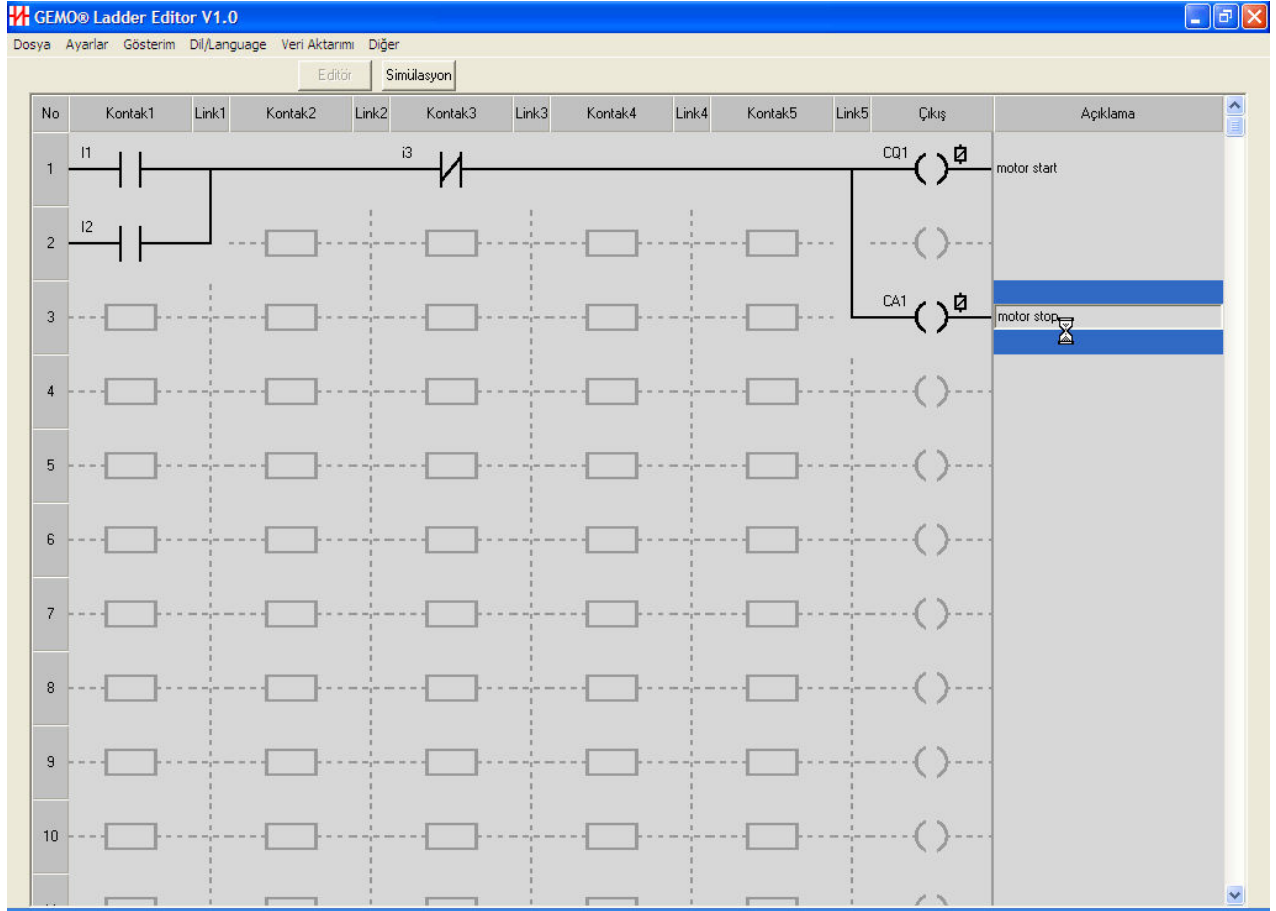 GEMO® Ladder Editor V1.0
Dosya Ayarlar Gösterim Dil/Language Veri Aktarımı Diğer
Editör Simülasyon
No Kontak1 Link1 Kontak2 Link2 Kontak3 Link3 Kontak4 Link4 Kontak5 Link5 Çıkış Açıklama
I1 i3 CQ1
1 motor start
I2
2
CA1
3 motor stop
4
5
6
7
8
9
10